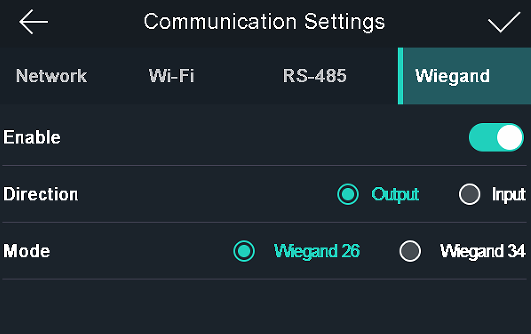 Communication Settings
Network Wi-Fi RS-485 Wiegand
Enable
Direction Output Input
Mode Wiegand 26 Wiegand 34